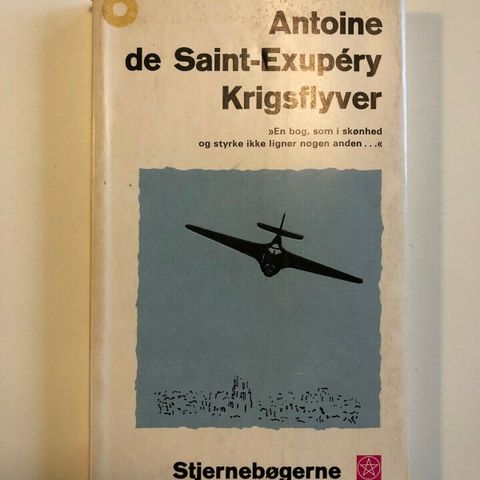 Antoine
de Saint-Exupéry
Krigsflyver
»En bog, som i skønhed
og styrke ikke ligner nogen anden . . .«
Stjernebøgerne